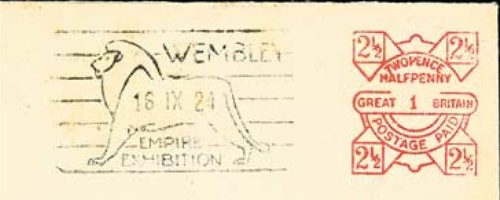 WEMBLEY
16 IX 24
EMPIRE
EXHIBITION
2½ 2½
TWOPENCE
HALFPENNY
GREAT 1 BRITAIN
POSTAGE PAID
2½ 2½